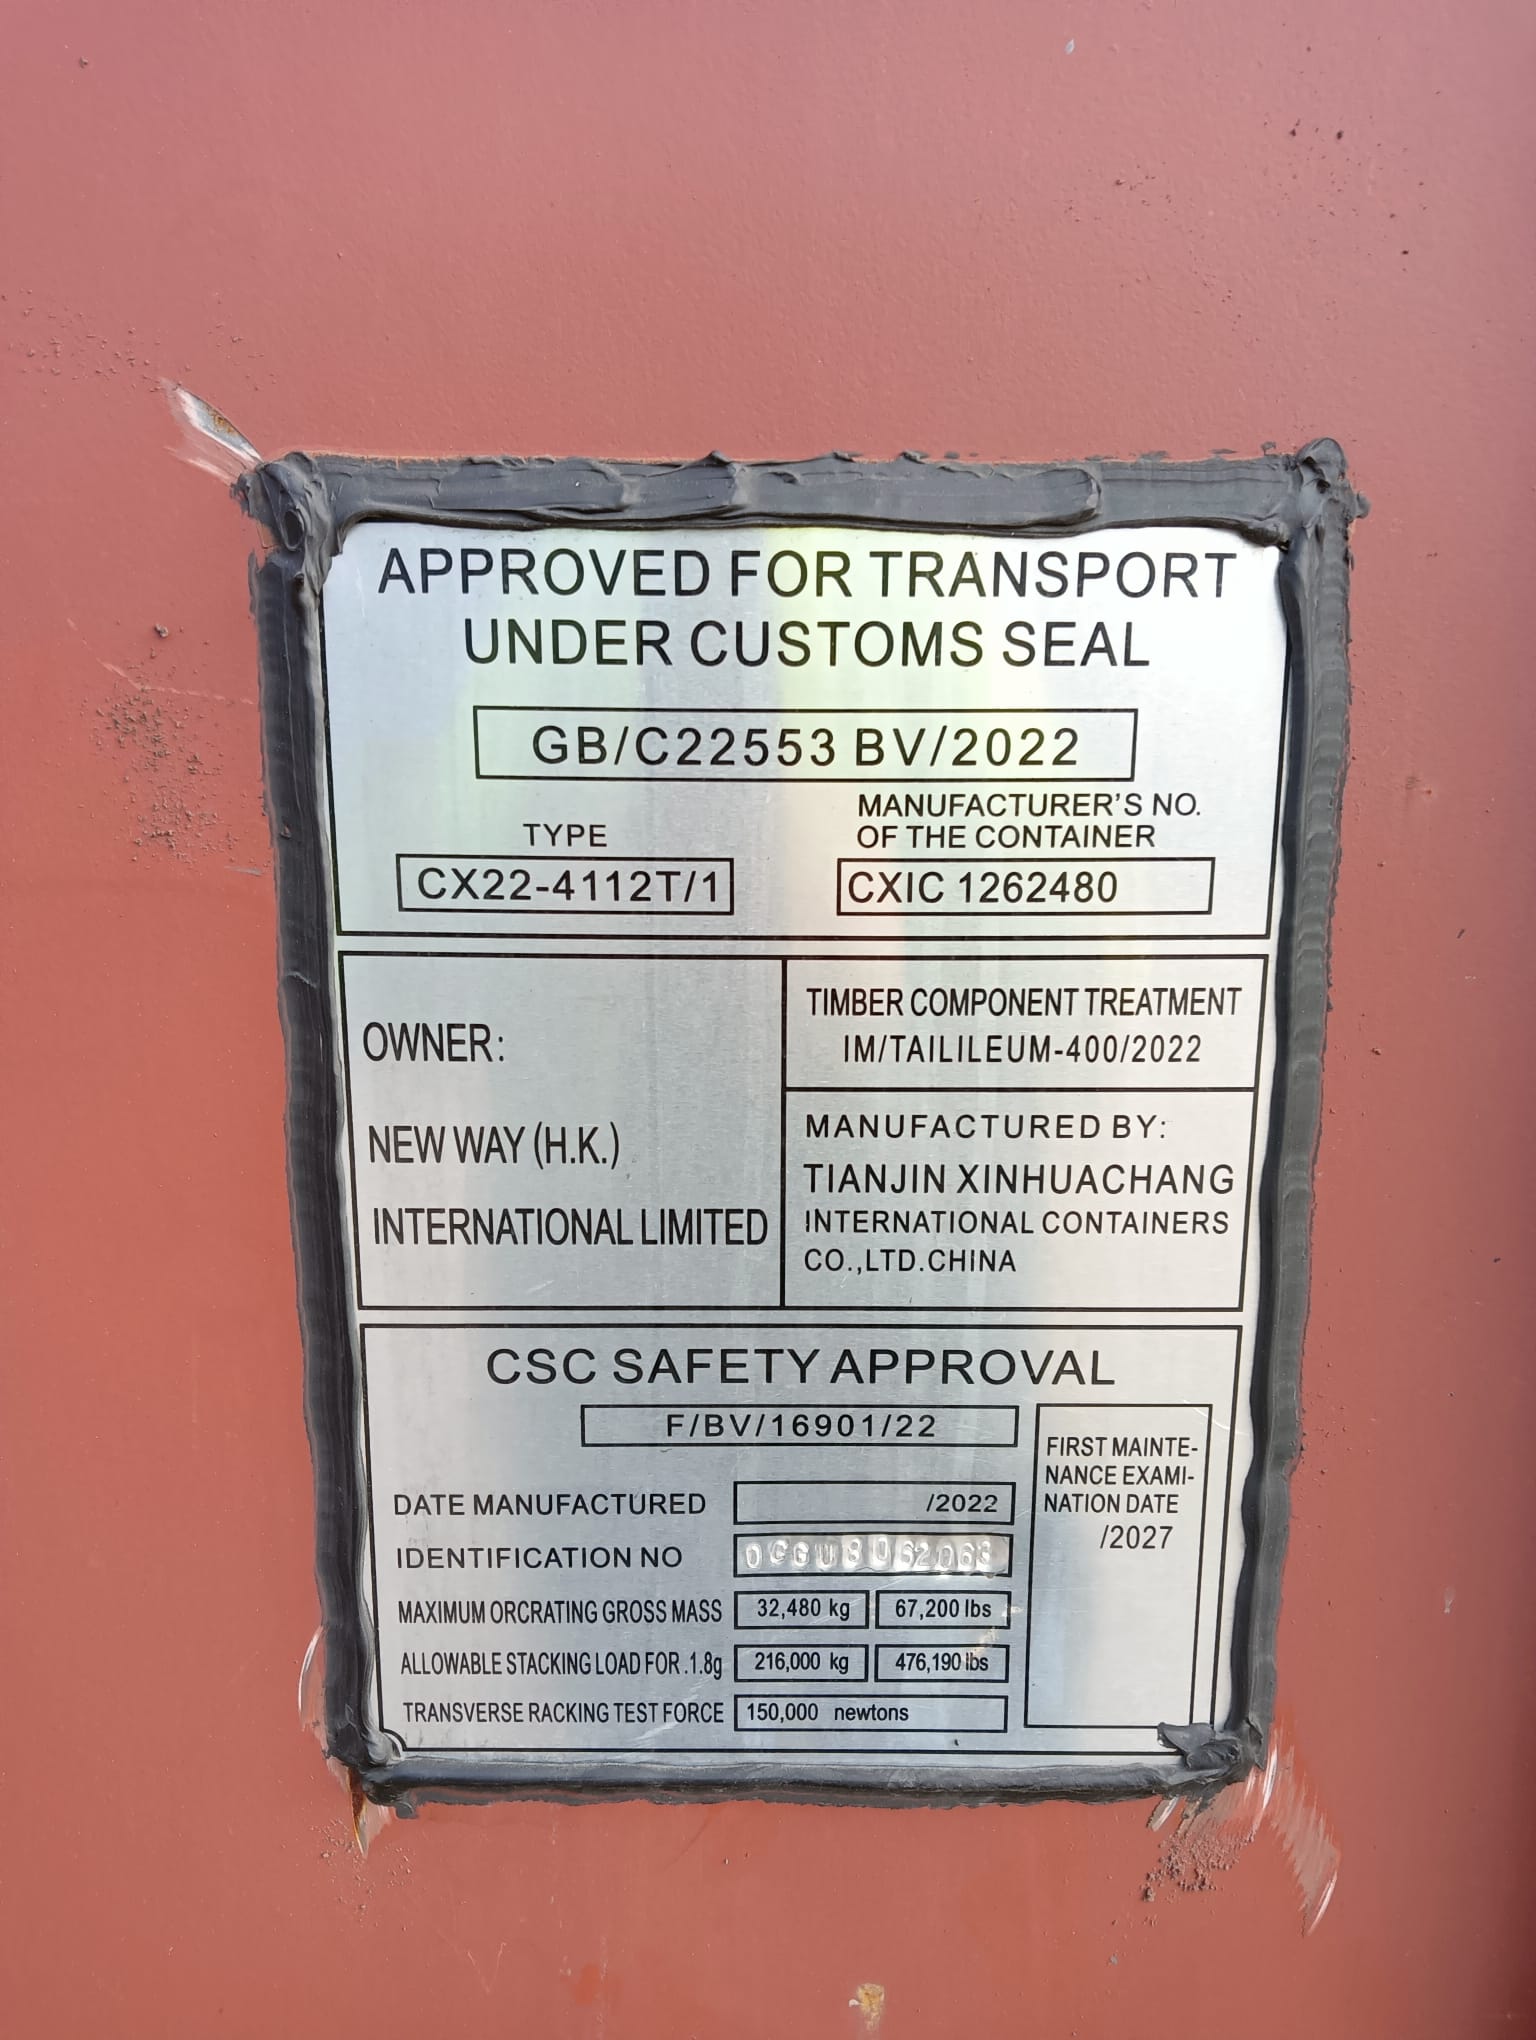 APPROVED FOR TRANSPORT
UNDER CUSTOMS SEAL
GB/C22553 BV/2022
TYPE
CX22-4112T/1
MANUFACTURER'S NO.
OF THE CONTAINER
CXIC 1262480
OWNER:
NEW WAY (H.K.)
INTERNATIONAL LIMITED
TIMBER COMPONENT TREATMENT
IM/TAILILEUM-400/2022
MANUFACTURED BY:
TIANJIN XINHUACHANG
INTERNATIONAL CONTAINERS
CO.,LTD.CHINA
CSC SAFETY APPROVAL
F/BV/16901/22
DATE MANUFACTURED /2022
IDENTIFICATION NO
MAXIMUM ORCRATING GROSS MASS 32,480 kg 67,200 lbs
ALLOWABLE STACKING LOAD FOR .1.8g 216,000 kg 476,190 lbs
TRANSVERSE RACKING TEST FORCE 150,000 newtons
FIRST MAINTE-
NANCE EXAMI-
NATION DATE
/2027